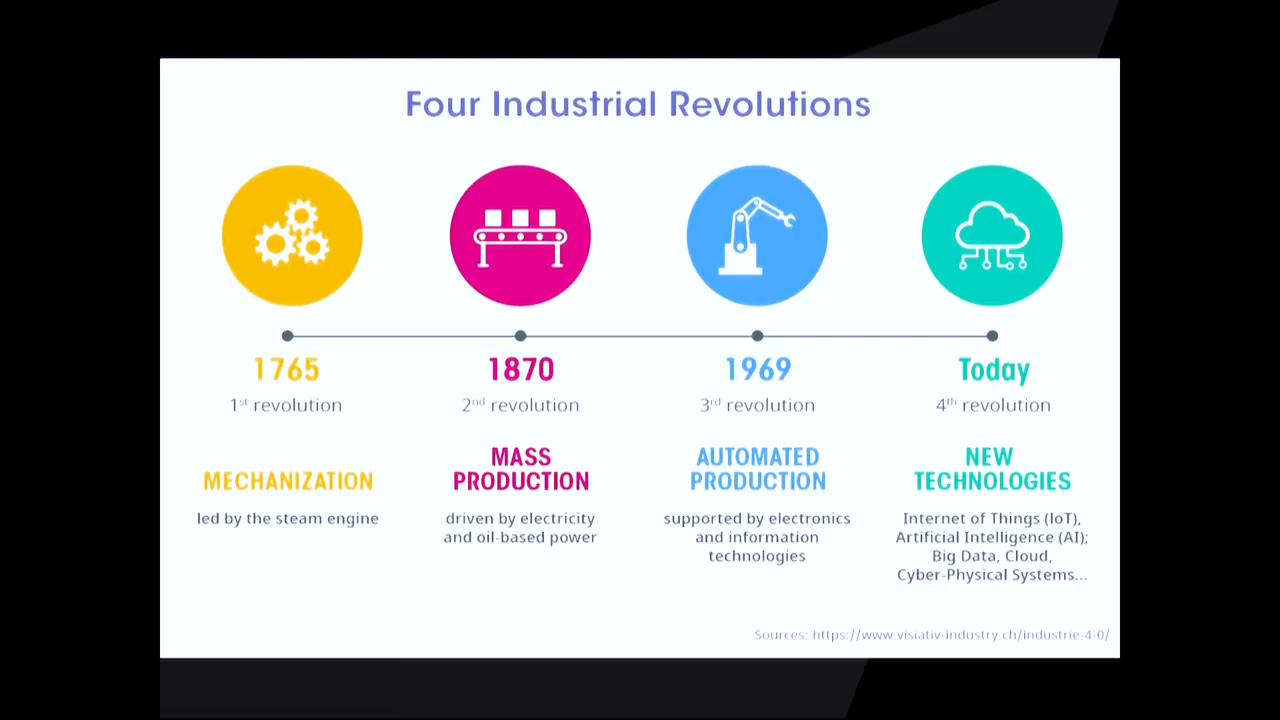 Four Industrial Revolutions
1765
1st revolution
MECHANIZATION
led by the steam engine
1870
2nd revolution
MASS
PRODUCTION
driven by electricity
and oil-based power
1969
3rd revolution
AUTOMATED
PRODUCTION
supported by electronics
and information
technologies
Today
4th revolution
NEW
TECHNOLOGIES
Internet of Things (IoT),
Artificial Intelligence (AI);
Big Data, Cloud,
Cyber-Physical Systems...
Sources: https://www.visiativ-industry.ch/industrie-4-0/